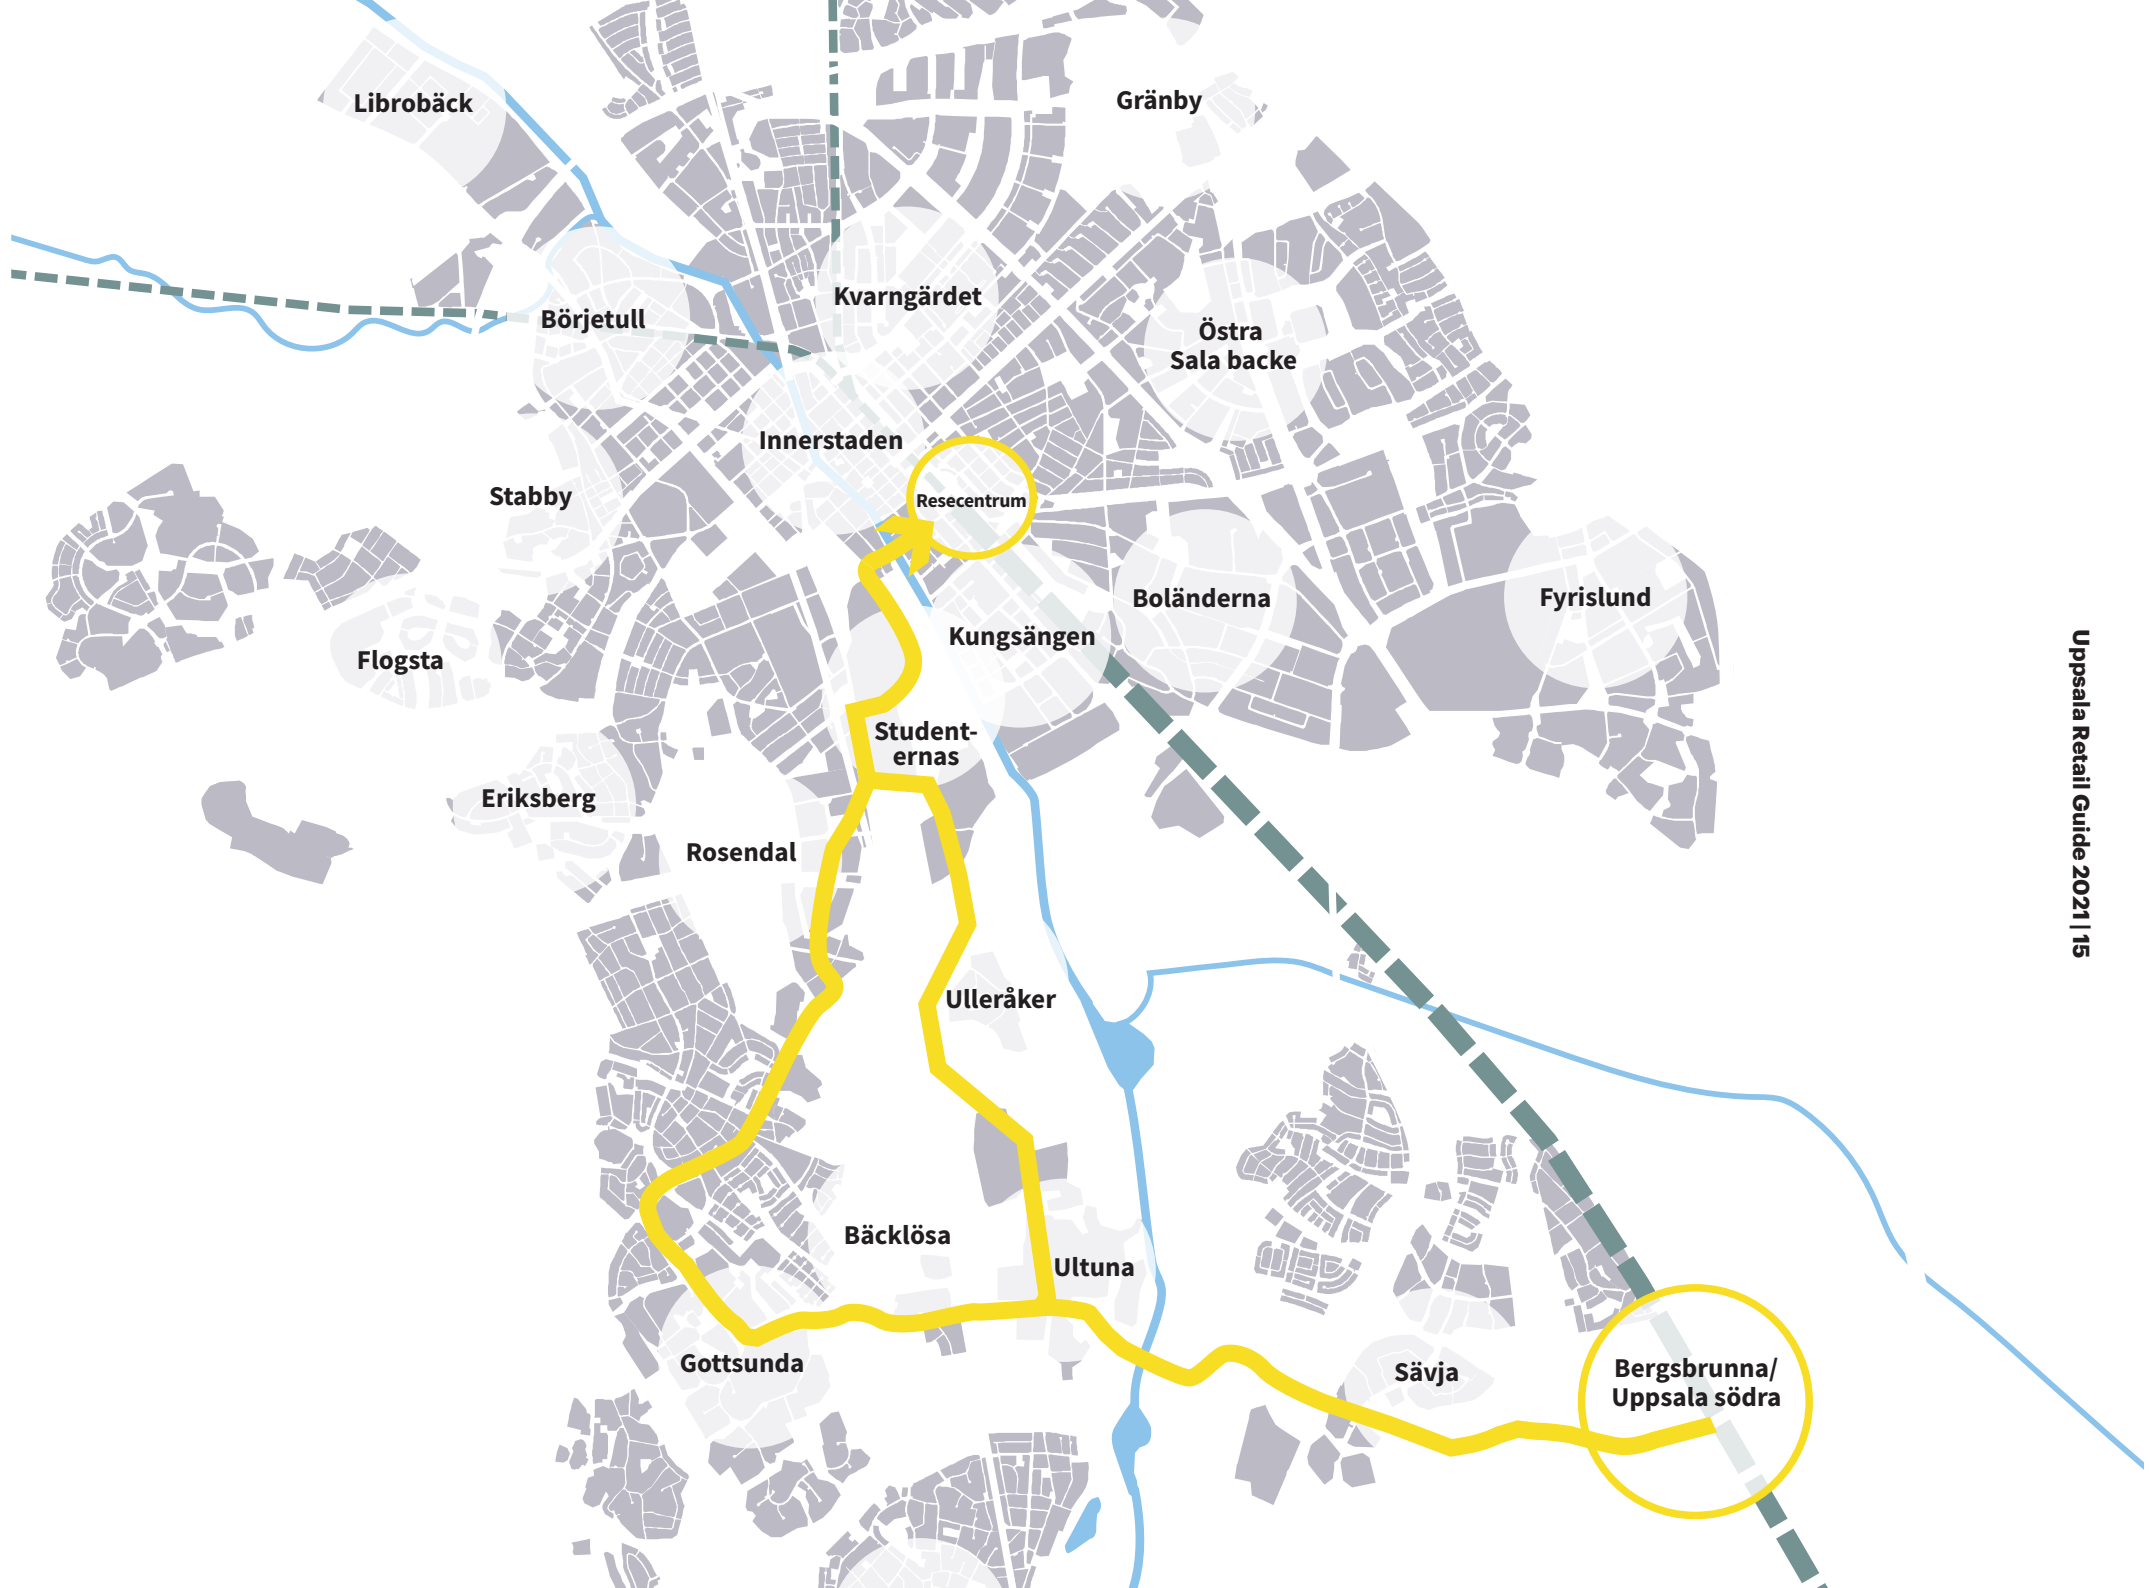 Librobäck
Gränby
Kvarngärdet
Börjetull
Östra
Sala backe
Innerstaden
Stabby
Resecentrum
Boländerna
Fyrislund
Kungsängen
Flogsta
Student-
ernas
Eriksberg
Rosendal
Ulleråker
Bäcklösa
Ultuna
Gottsunda
Sävja
Bergsbrunna/
Uppsala södra
Uppsala Retail Guide 2021 | 15